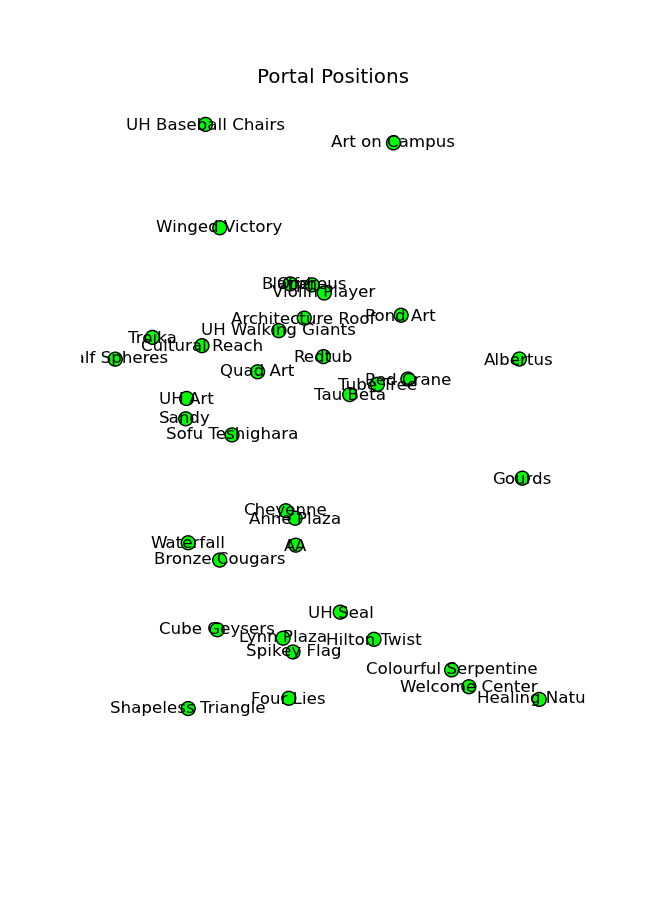 Portal Positions
UH Baseball Chairs
Art on Campus
Winged Victory
Violin Player
Architecture Roof
Pond Art
UH Walking Giants
Troika
Cultural Reach
alf Spheres
Redtub
Albertus
Quad Art
Red Crane
Tube Tree
Tau Beta
UH Art
Sandy
Sofu Teshighara
Gourds
Cheyenne
Anne Plaza
Waterfall
AA
Bronze Cougars
UH Seal
Cube Geysers
Lynn Plaza
Hilton Twist
Spikey Flag
Colourful Serpentine
Welcome Center
Healing Natu
Four Lies
Shapeless Triangle